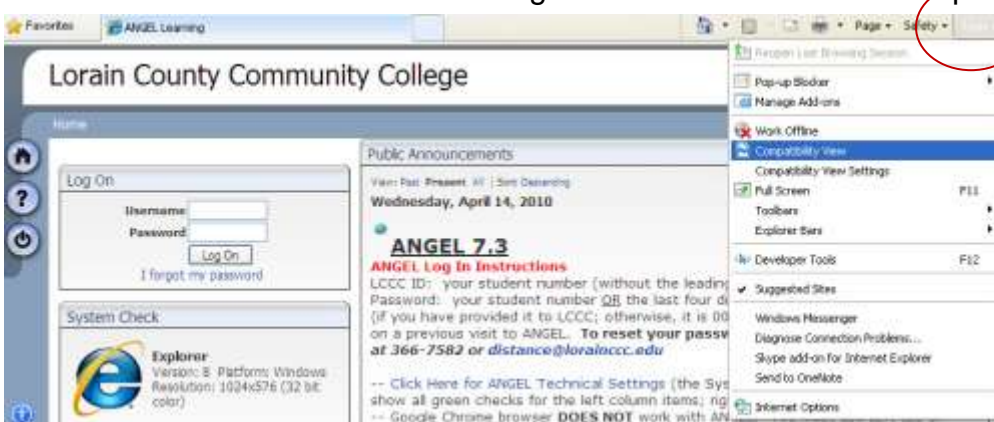 Favorites ANGEL Learning Page Safety
Reopen Last Browsing Session
Lorain County Community College
Pop-up Blocker
Manage Add-ons
Home
Work Offline
Compatibility View
Compatibility View Settings
Full Screen F11
Toolbars
Explorer Bars
Developer Tools F12
Suggested Sites
Windows Messenger
Diagnose Connection Problems...
Skype add-on for Internet Explorer
Send to OneNote
Internet Options
Log On
Username
Password
Log On
I forgot my password
System Check
Explorer
Version: 8 Platform: Windows
Resolution: 1024x576 (32 bit
color)
Public Announcements
View: Past Present All | Sort Descending
Wednesday, April 14, 2010
ANGEL 7.3
ANGEL Log In Instructions
LCCC ID: your student number (without the leading
Password: your student number OR the last four di
(if you have provided it to LCCC; otherwise, it is 00
on a previous visit to ANGEL. To reset your passw
at 366-7582 or distance@lorainccc.edu
-- Click Here for ANGEL Technical Settings (the Sys
show all green checks for the left column items; rig
-- Google Chrome browser DOES NOT work with AN